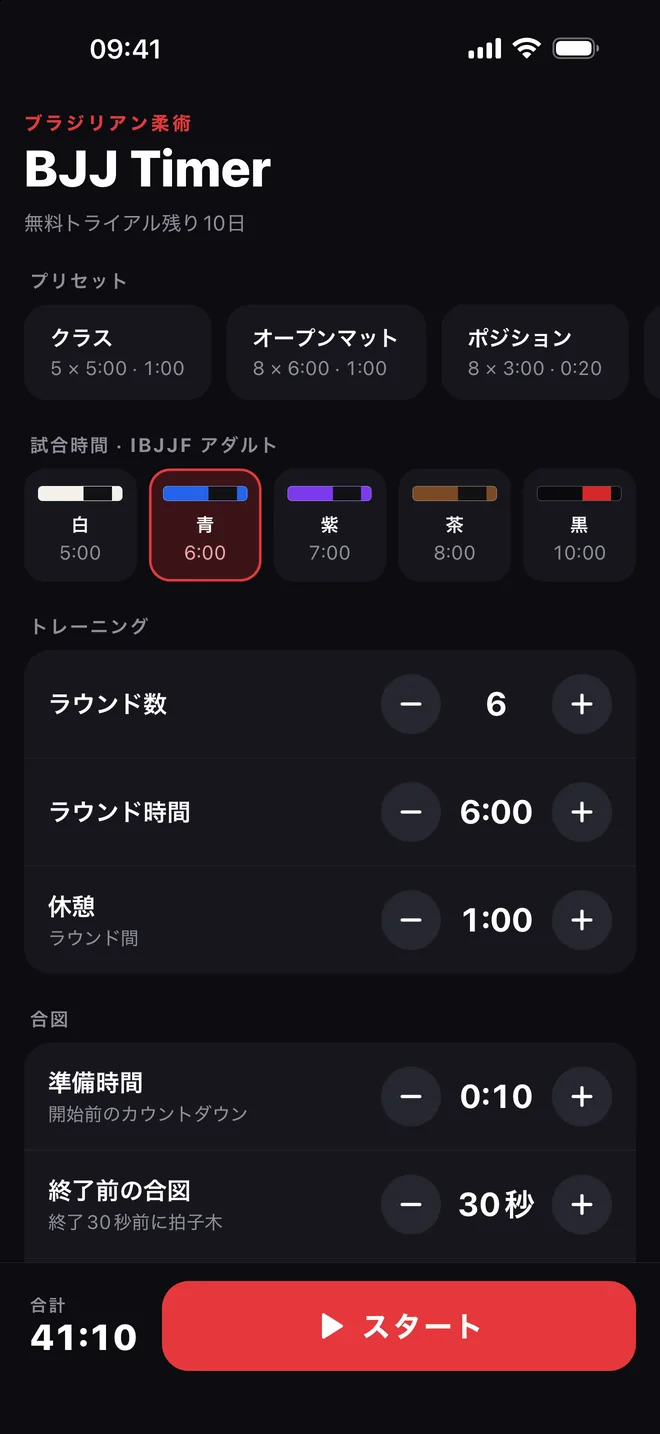 09:41
ブラジリアン柔術
BJJ Timer
無料トライアル残り10日
プリセット
クラス
5 × 5:00 · 1:00
オープンマット
8 × 6:00 · 1:00
ポジション
8 × 3:00 · 0:20
試合時間 · IBJJF アダルト
白
5:00
青
6:00
紫
7:00
茶
8:00
黒
10:00
トレーニング
ラウンド数
6
ラウンド時間
6:00
休憩
ラウンド間
1:00
合図
準備時間
開始前のカウントダウン
0:10
終了前の合図
終了30秒前に拍子木
30秒
合計
41:10
スタート